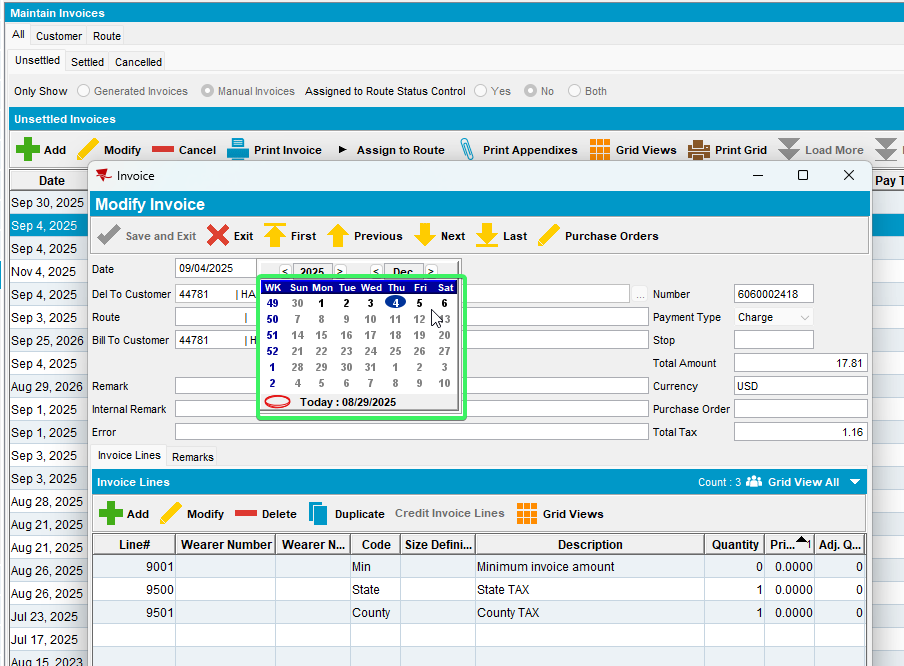 Maintain Invoices
All Customer Route
Unsettled Settled Cancelled
Only Show Generated Invoices Manual Invoices Assigned to Route Status Control Yes No Both
Unsettled Invoices
Add Modify Cancel Print Invoice Assign to Route Print Appendixes Grid Views Print Grid Load More
Date Pay T
Sep 30, 2025
Sep 4, 2025
Sep 4, 2025
Nov 4, 2025
Sep 4, 2025
Sep 3, 2025
Sep 25, 2026
Sep 4, 2025
Aug 29, 2026
Sep 1, 2025
Sep 1, 2025
Sep 3, 2025
Sep 3, 2025
Aug 28, 2025
Aug 21, 2025
Aug 21, 2025
Aug 26, 2025
Aug 26, 2025
Jul 23, 2025
Jul 17, 2025
Aug 15, 2023
Invoice
Modify Invoice
Save and Exit Exit First Previous Next Last Purchase Orders
Date 09/04/2025
Del To Customer 44781 HA ... Number 6060002418
Route Payment Type Charge
Bill To Customer 44781 H Stop
Total Amount 17.81
Remark Currency USD
Internal Remark Purchase Order
Error Total Tax 1.16
< 2025 > < Dec >
WK Sun Mon Tue Wed Thu Fri Sat
49 30 1 2 3 4 5 6
50 7 8 9 10 11 12 13
51 14 15 16 17 18 19 20
52 21 22 23 24 25 26 27
1 28 29 30 31 1 2 3
2 4 5 6 7 8 9 10
Today : 08/29/2025
Invoice Lines Remarks
Invoice Lines Count : 3 Grid View All
Add Modify Delete Duplicate Credit Invoice Lines Grid Views
Line# Wearer Number Wearer N... Code Size Defini... Description Quantity Pri... 1 Adj. Q...
9001 Min Minimum invoice amount 0 0.0000 0
9500 State State TAX 1 0.0000 0
9501 County County TAX 1 0.0000 0